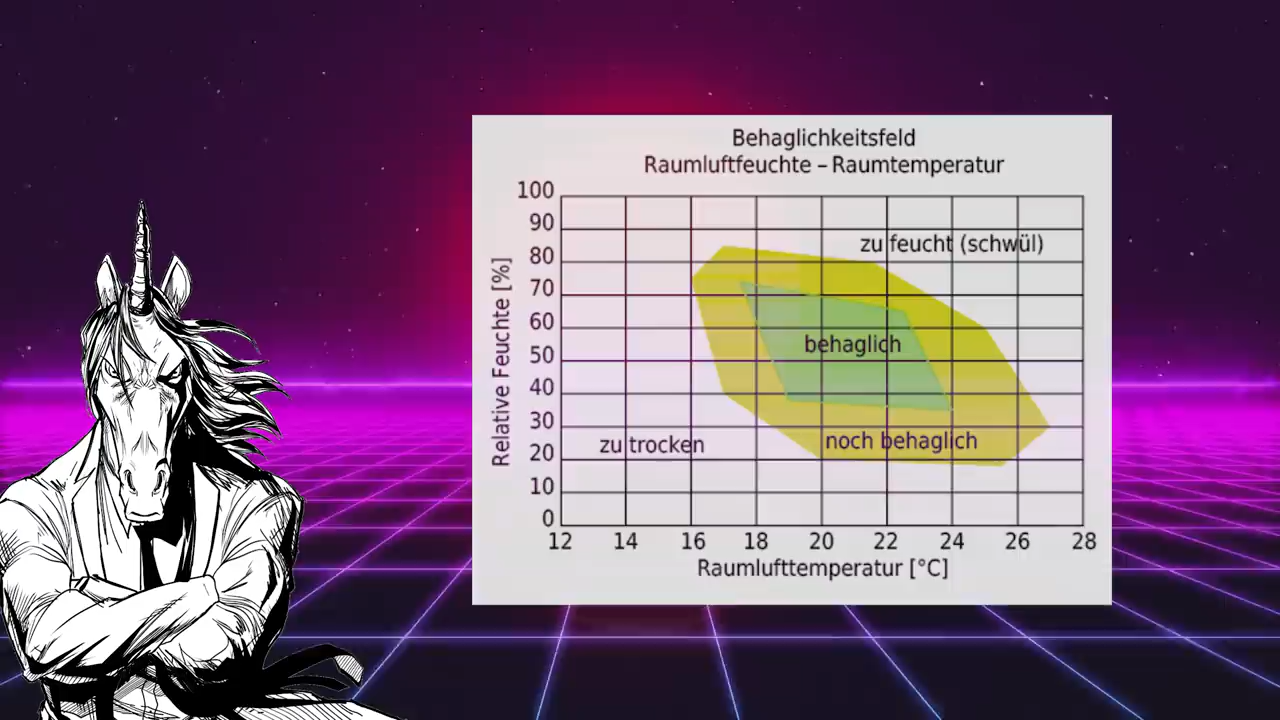 Behaglichkeitsfeld
Raumluftfeuchte – Raumtemperatur
100
90
80
70
60
50
40
30
20
10
0
Relative Feuchte [%]
zu feucht (schwül)
behaglich
noch behaglich
zu trocken
12 14 16 18 20 22 24 26 28
Raumlufttemperatur [°C]